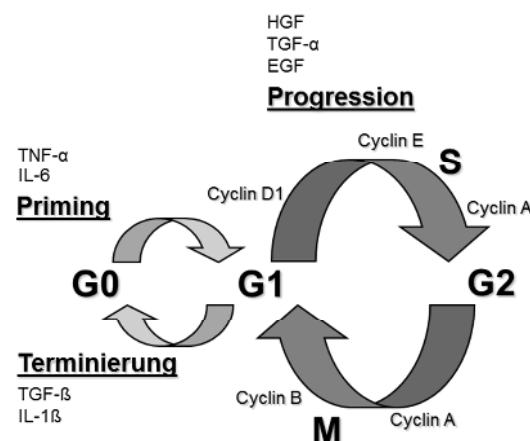 HGF
TGF-α
EGF
Progression
Cyclin E
S
TNF-α
IL-6
Priming
Cyclin D1
Cyclin A
G0
G1
G2
Terminierung
TGF-ß
IL-1ß
Cyclin B
M
Cyclin A